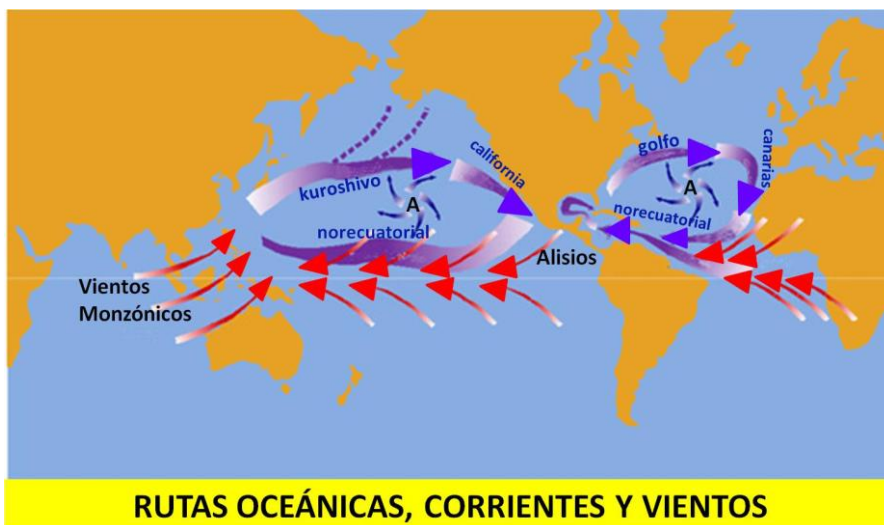 golfo
canarias
california
A
kuroshivo
A
norecuatorial
norecuatorial
Alisios
Vientos
Monzónicos
RUTAS OCEÁNICAS, CORRIENTES Y VIENTOS